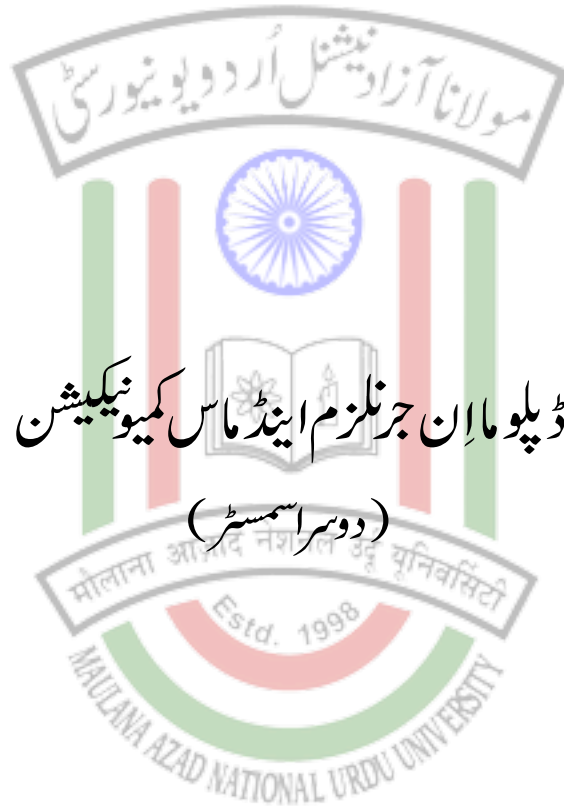 مولانا آزاد نیشنل اُردو یونیورسٹی
ڈپلوما اِن جرنلزم اینڈ ماس کمیونیکیشن
(دوسرا سمسٹر)
मौलाना आज़ाद नेशनल उर्दू यूनिवर्सिटी
Estd. 1998
MAULANA AZAD NATIONAL URDU UNIVERSITY